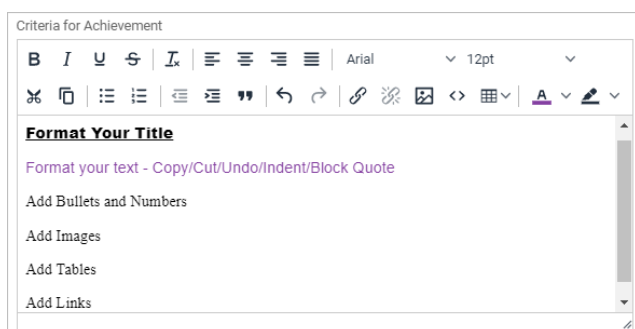 Criteria for Achievement
B I U S Ix Arial 12pt
A
Format Your Title
Format your text - Copy/Cut/Undo/Indent/Block Quote
Add Bullets and Numbers
Add Images
Add Tables
Add Links